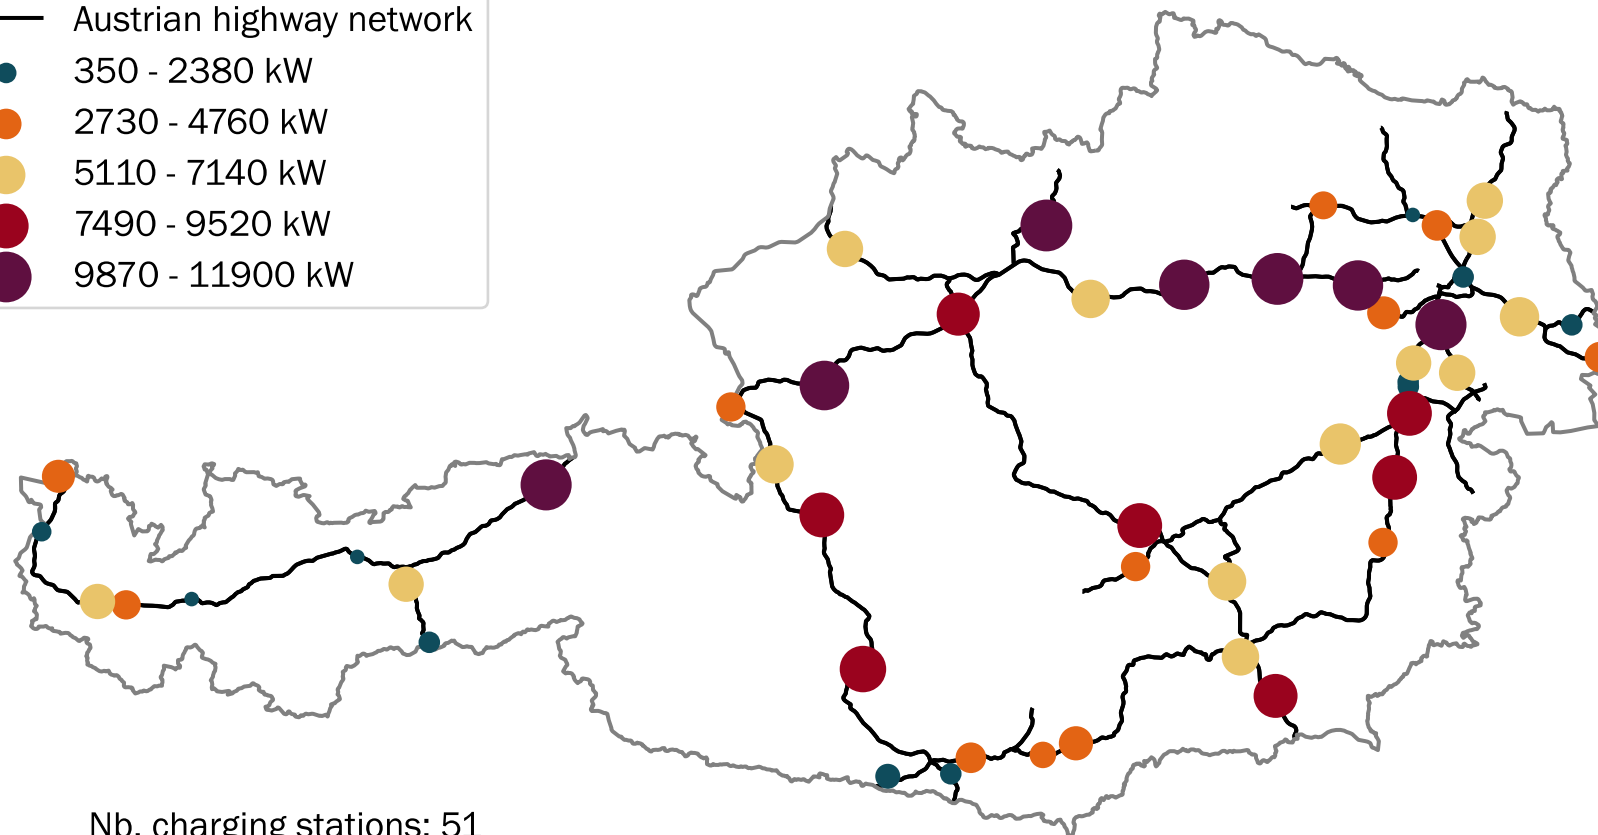 Austrian highway network
350 - 2380 kW
2730 - 4760 kW
5110 - 7140 kW
7490 - 9520 kW
9870 - 11900 kW
Nb. charging stations: 51